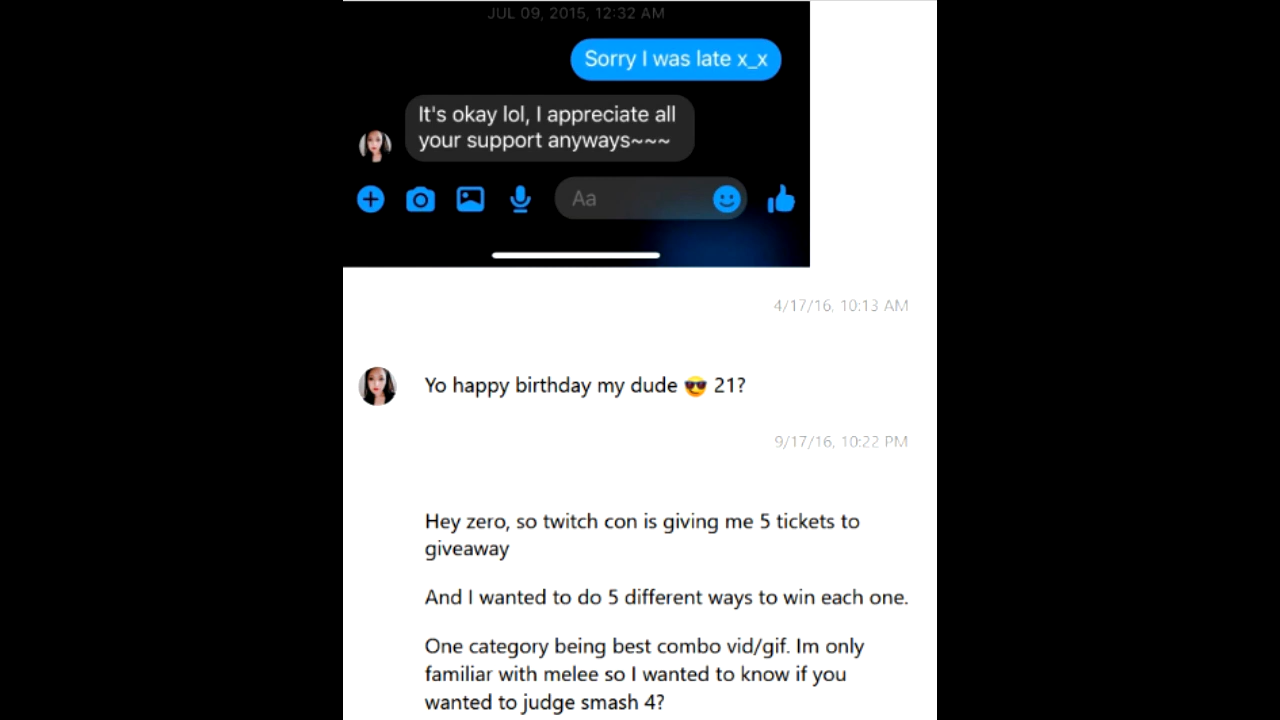 JUL 09, 2015, 12:32 AM
Sorry I was late x_x
It's okay lol, I appreciate all
your support anyways~~~
Aa
4/17/16, 10:13 AM
Yo happy birthday my dude 😎 21?
9/17/16, 10:22 PM
Hey zero, so twitch con is giving me 5 tickets to
giveaway
And I wanted to do 5 different ways to win each one.
One category being best combo vid/gif. Im only
familiar with melee so I wanted to know if you
wanted to judge smash 4?